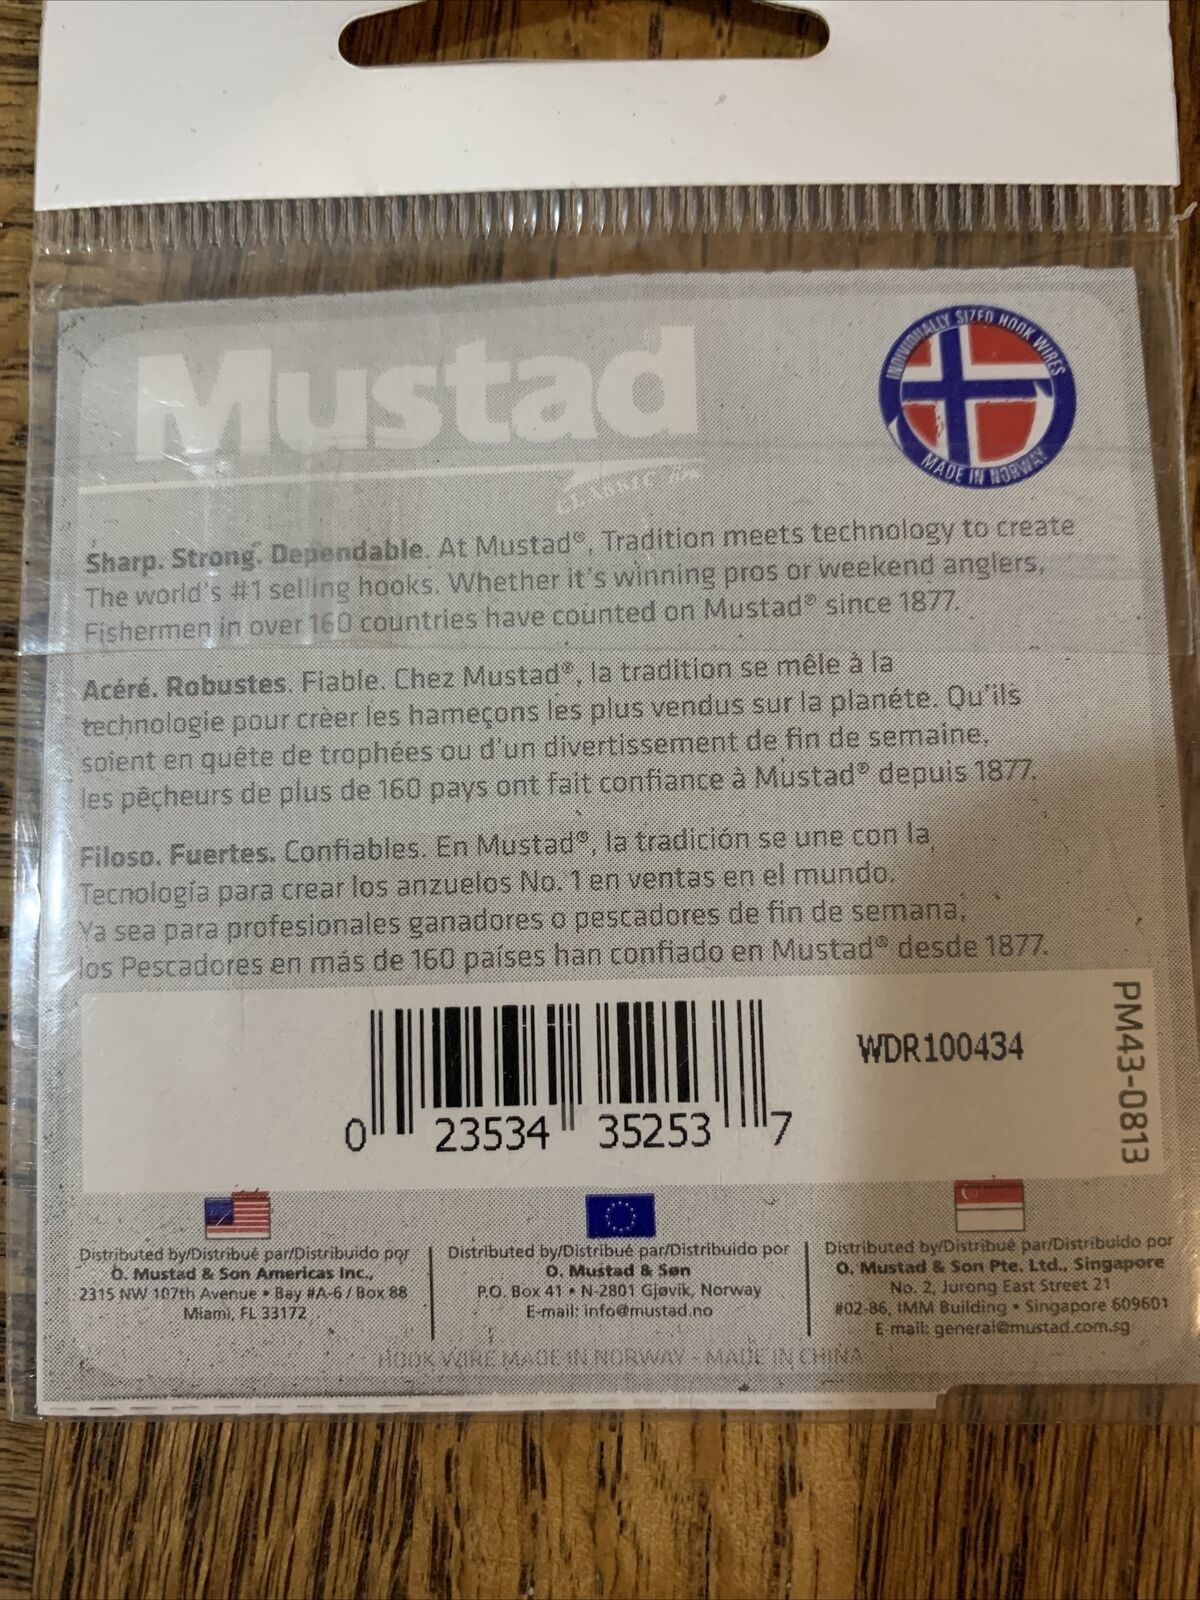 Mustad
CLASSIC
INDIVIDUALLY SIZED HOOK WIRES
MADE IN NORWAY
Sharp. Strong. Dependable. At Mustad®, Tradition meets technology to create
The world's #1 selling hooks. Whether it's winning pros or weekend anglers,
Fishermen in over 160 countries have counted on Mustad® since 1877.
Acéré. Robustes. Fiable. Chez Mustad®, la tradition se mêle à la
technologie pour crèer les hameçons les plus vendus sur la planéte. Qu'ils
soient en quête de trophées ou d'un divertissement de fin de semaine,
les pêcheurs de plus de 160 pays ont fait confiance à Mustad® depuis 1877.
Filoso. Fuertes. Confiables. En Mustad®, la tradición se une con la
Tecnología para crear los anzuelos No. 1 en ventas en el mundo.
Ya sea para profesionales ganadores o pescadores de fin de semana,
los Pescadores en más de 160 países han confiado en Mustad® desde 1877.
WDR100434
PM43-0813
0 23534 35253 7
Distributed by/Distribué par/Distribuido por
O. Mustad & Son Americas Inc.,
2315 NW 107th Avenue • Bay #A-6 / Box 88
Miami, FL 33172
Distributed by/Distribué par/Distribuido por
O. Mustad & Søn
P.O. Box 41 • N-2801 Gjøvik, Norway
E-mail: info@mustad.no
Distributed by/Distribué par/Distribuido por
O. Mustad & Son Pte. Ltd., Singapore
No. 2, Jurong East Street 21
#02-86, IMM Building • Singapore 609601
E-mail: general@mustad.com.sg
HOOK WIRE MADE IN NORWAY - MADE IN CHINA